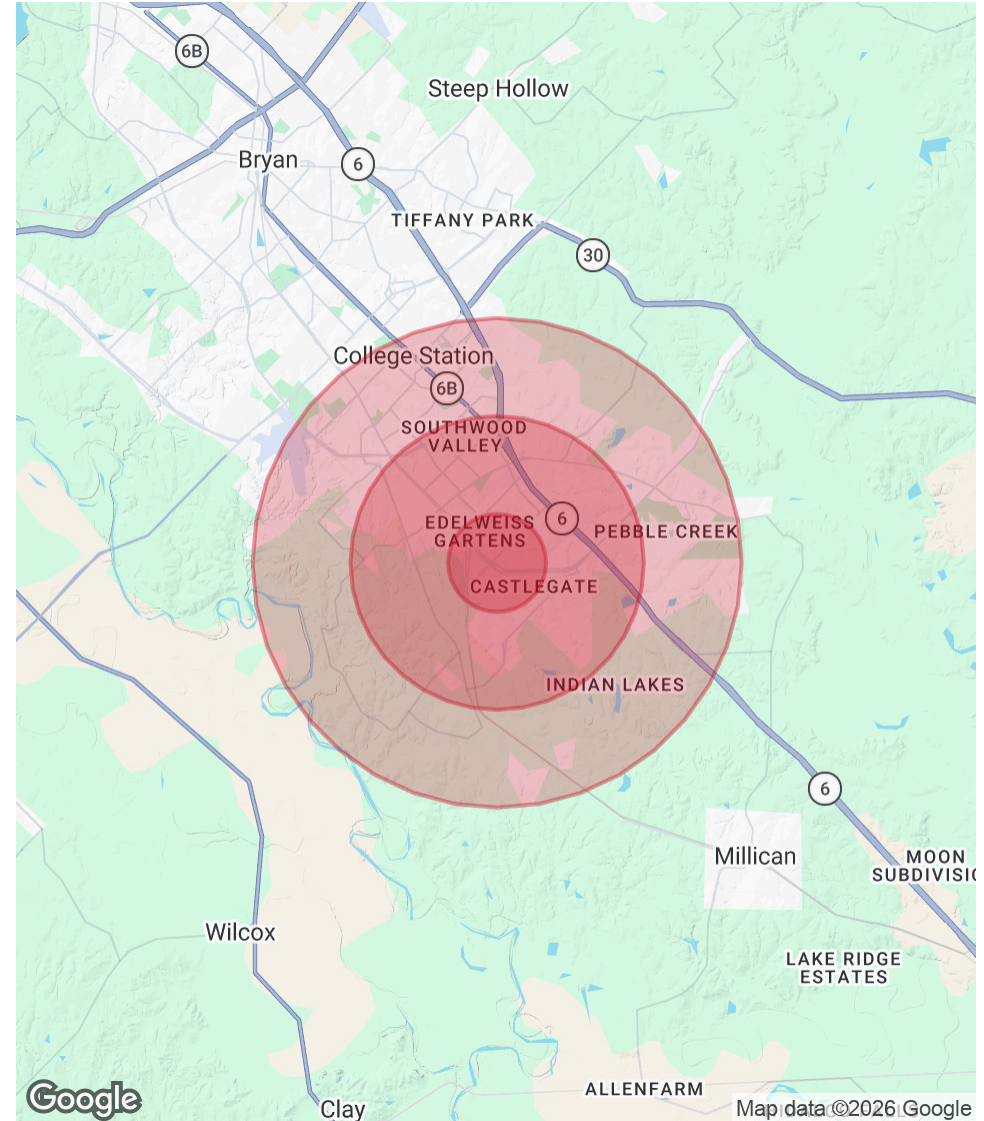 6B
Steep Hollow
Bryan
6
TIFFANY PARK
30
College Station
6B
SOUTHWOOD
VALLEY
6
EDELWEISS
GARTENS
PEBBLE CREEK
CASTLEGATE
INDIAN LAKES
6
Millican
MOON
SUBDIVISIO
Wilcox
LAKE RIDGE
ESTATES
ALLENFARM
Google
Clay
Map data ©2026 Google